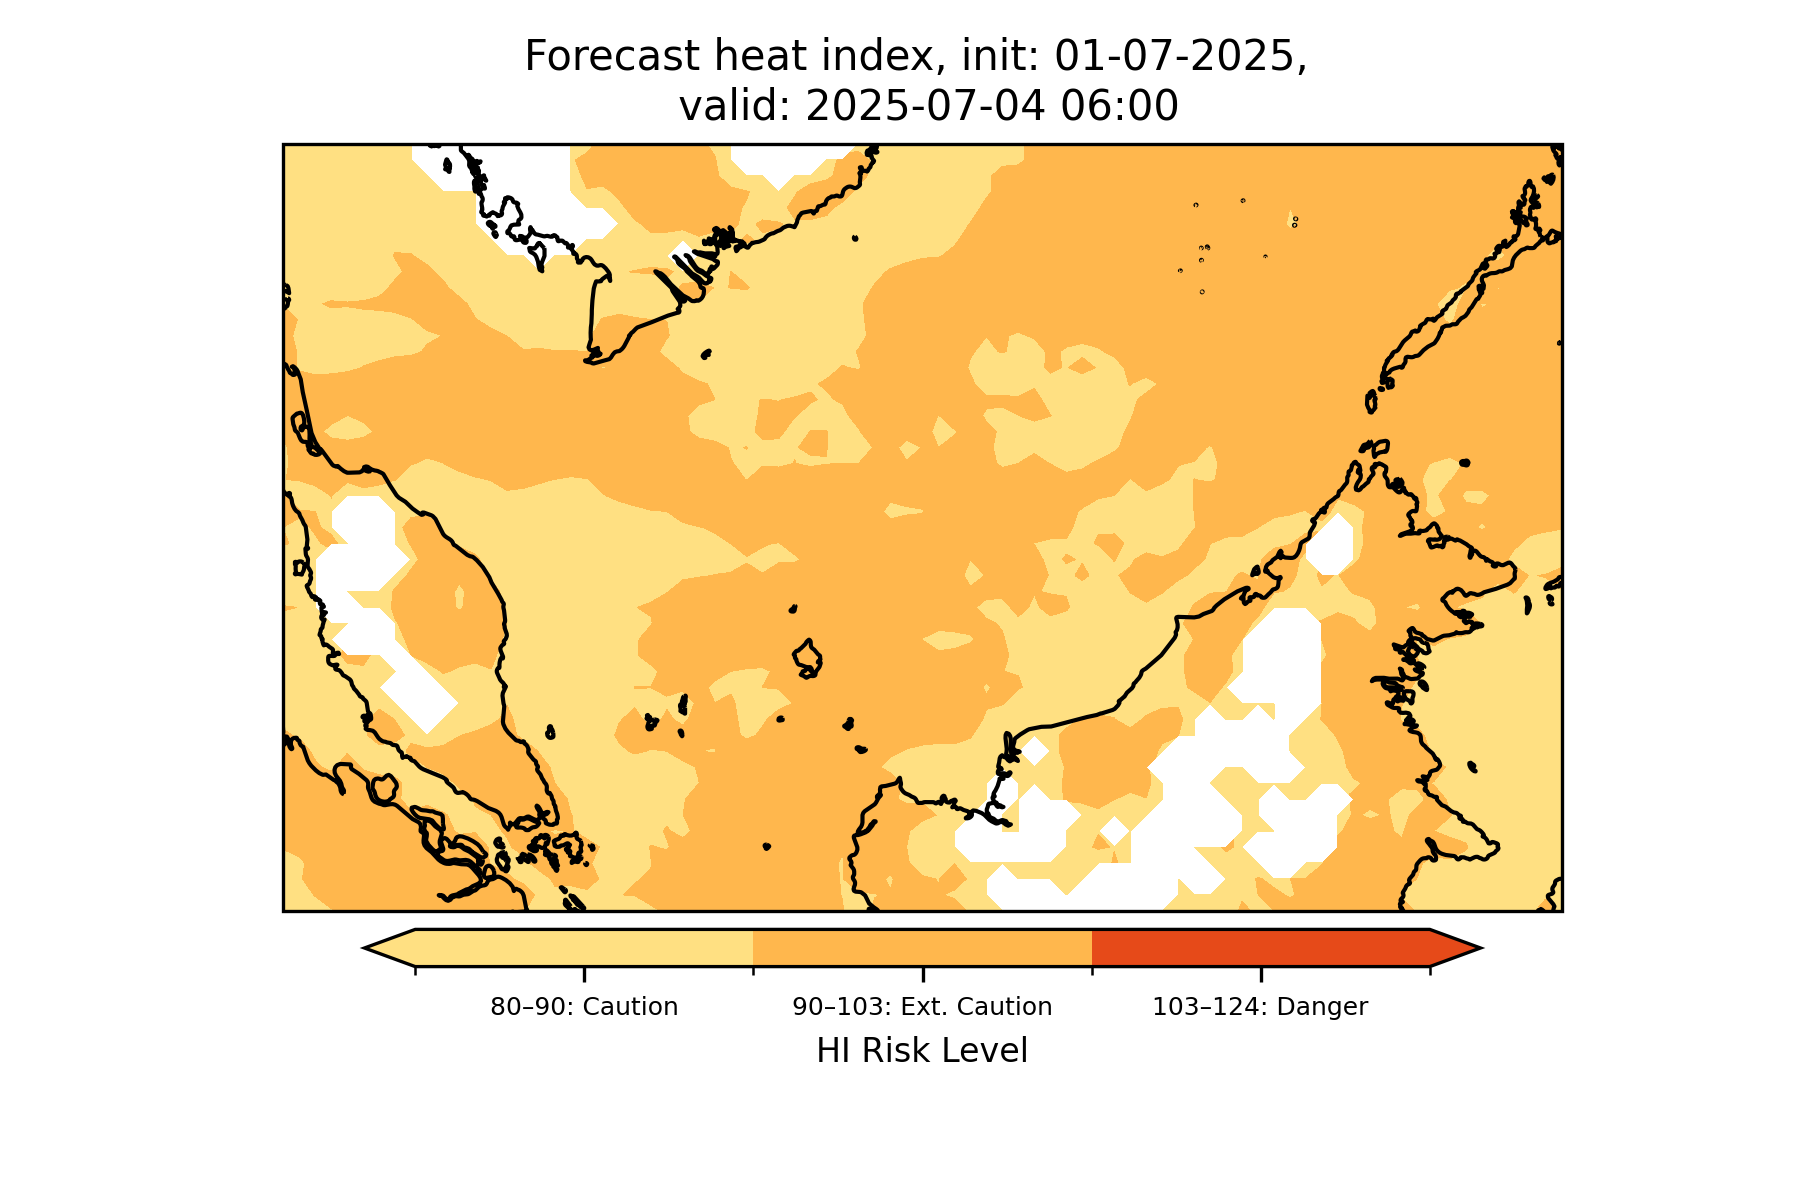 Forecast heat index, init: 01-07-2025,
valid: 2025-07-04 06:00
80–90: Caution
90–103: Ext. Caution
103–124: Danger
HI Risk Level